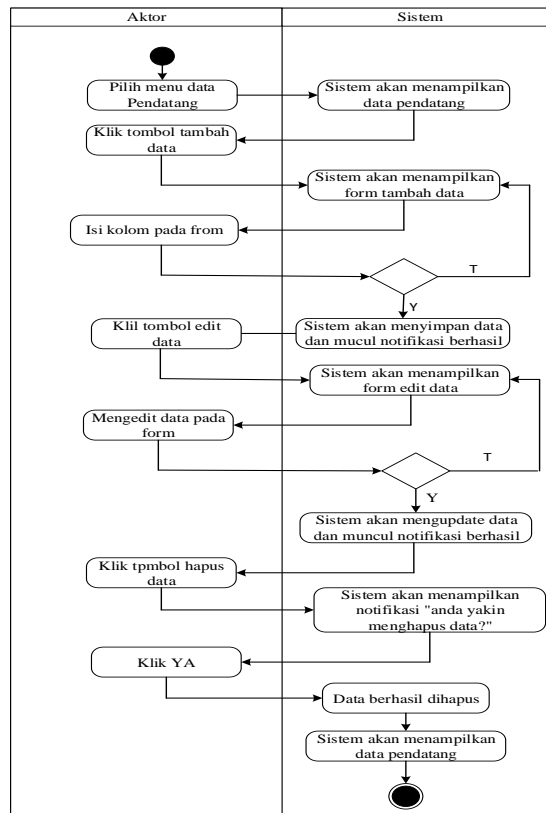 Aktor
Sistem
Pilih menu data
Pendatang
Sistem akan menampilkan
data pendatang
Klik tombol tambah
data
Sistem akan menampilkan
form tambah data
Isi kolom pada from
T
Y
Klil tombol edit
data
Sistem akan menyimpan data
dan mucul notifikasi berhasil
Sistem akan menampilkan
form edit data
Mengedit data pada
form
T
Y
Sistem akan mengupdate data
dan muncul notifikasi berhasil
Klik tpmbol hapus
data
Sistem akan menampilkan
notifikasi "anda yakin
menghapus data?"
Klik YA
Data berhasil dihapus
Sistem akan menampilkan
data pendatang